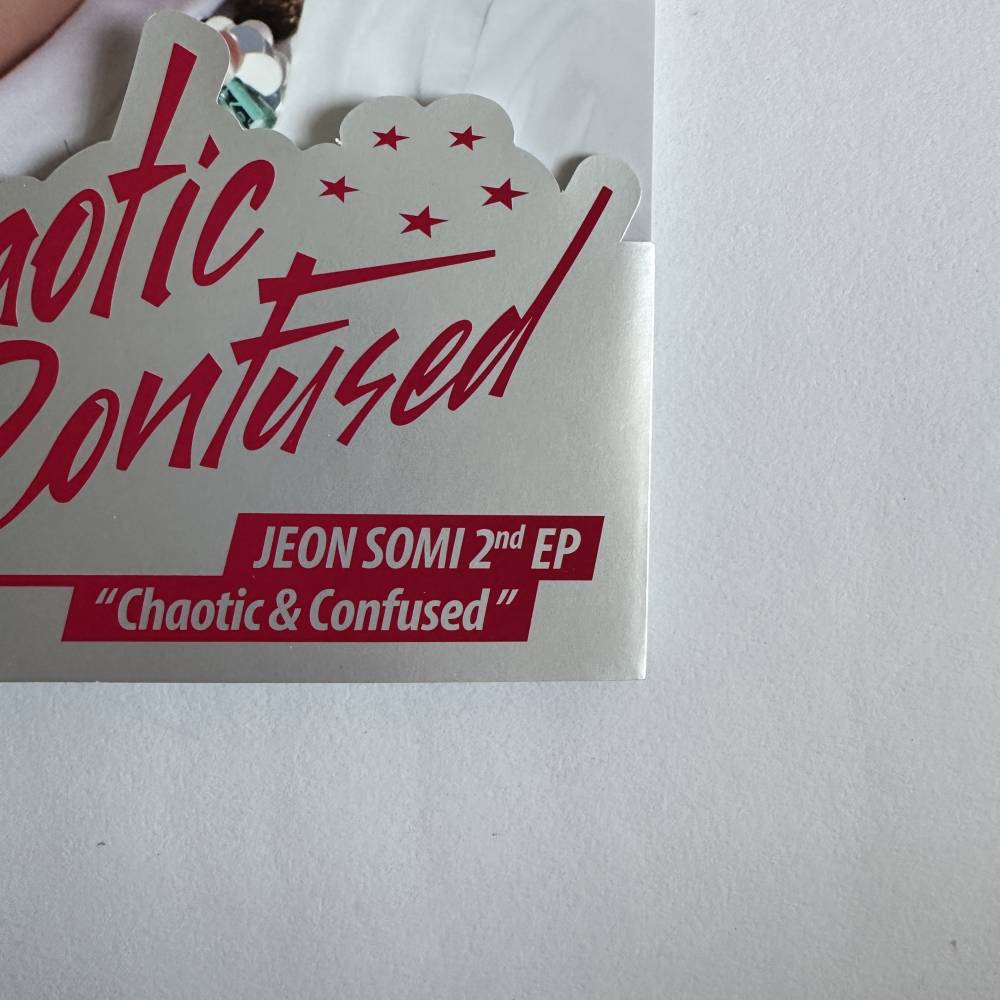 aotic
Confused
JEON SOMI 2nd EP
“Chaotic & Confused”